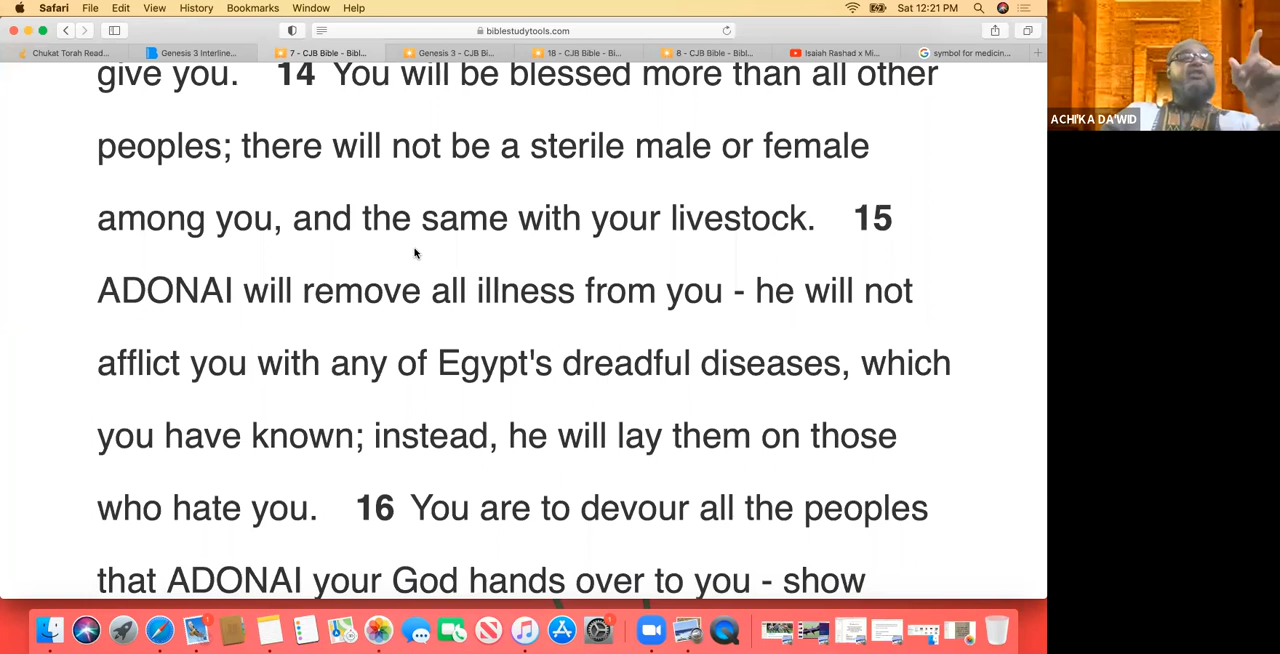 Safari File Edit View History Bookmarks Window Help Sat 12:21 PM
biblestudytools.com
Chukat Torah Read... Genesis 3 Interline... 7 - CJB Bible - Bibl... Genesis 3 - CJB Bi... 18 - CJB Bible - Bi... 8 - CJB Bible - Bibl... Isaiah Rashad x Mi... symbol for medicin...
give you. 14 You will be blessed more than all other
peoples; there will not be a sterile male or female
among you, and the same with your livestock. 15
ADONAI will remove all illness from you - he will not
afflict you with any of Egypt's dreadful diseases, which
you have known; instead, he will lay them on those
who hate you. 16 You are to devour all the peoples
that ADONAI your God hands over to you - show
ACHI'KA DA'WID